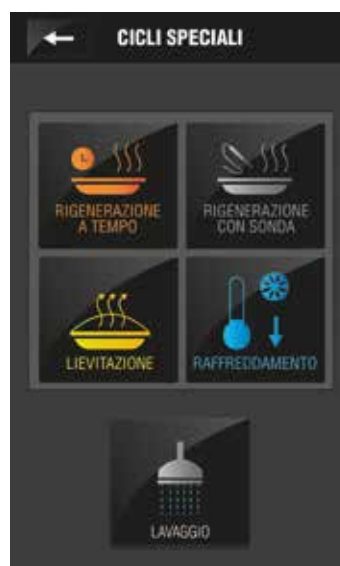 CICLI SPECIALI
RIGENERAZIONE
A TEMPO
RIGENERAZIONE
CON SONDA
LIEVITAZIONE
RAFFREDDAMENTO
LAVAGGIO